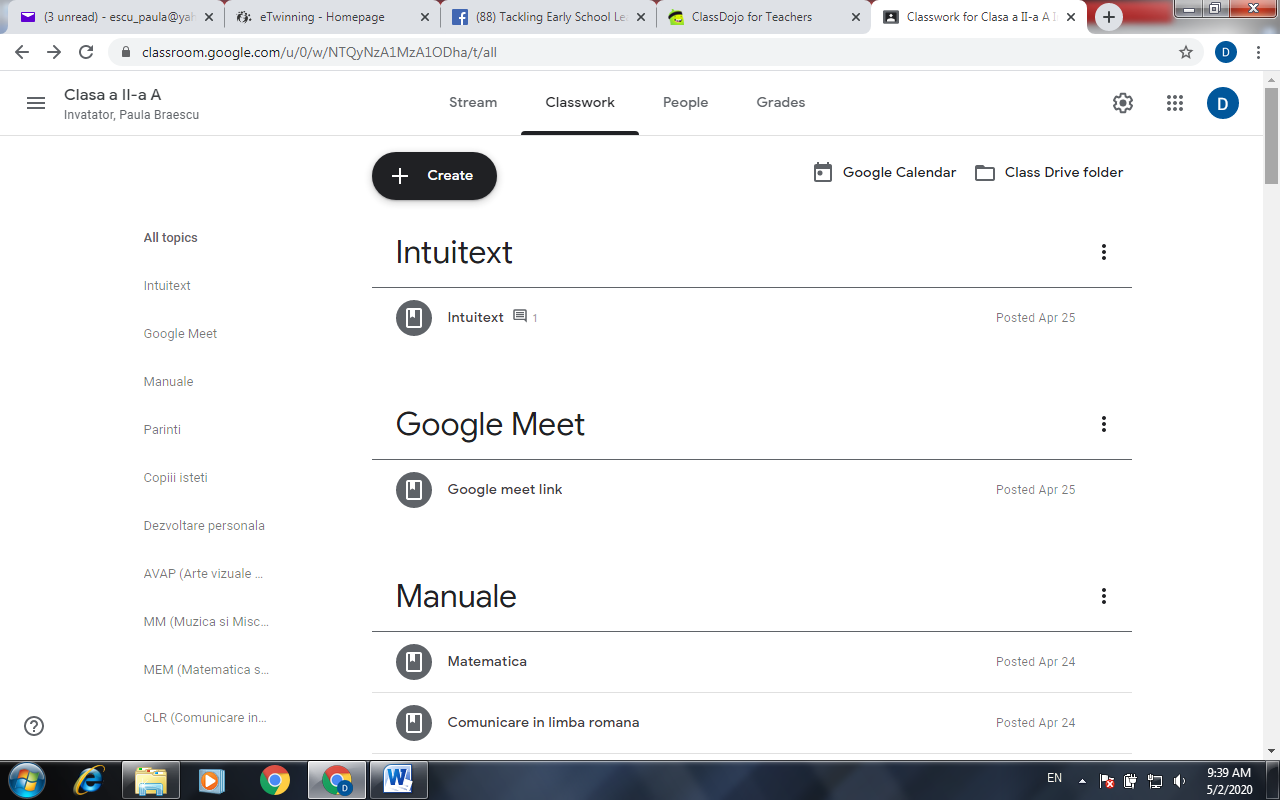 (3 unread) - escu_paula@yah
eTwinning - Homepage
(88) Tackling Early School Le
ClassDojo for Teachers
Classwork for Clasa a II-a A I
classroom.google.com/u/0/w/NTQyNzA1MzA1ODha/t/all
D
Clasa a II-a A
Invatator, Paula Braescu
Stream
Classwork
People
Grades
D
Create
Google Calendar
Class Drive folder
All topics
Intuitext
Google Meet
Manuale
Parinti
Copiii isteti
Dezvoltare personala
AVAP (Arte vizuale ...
MM (Muzica si Misc...
MEM (Matematica s...
CLR (Comunicare in...
Intuitext
Intuitext 1
Posted Apr 25
Google Meet
Google meet link
Posted Apr 25
Manuale
Matematica
Posted Apr 24
Comunicare in limba romana
Posted Apr 24
D
W
EN
9:39 AM
5/2/2020